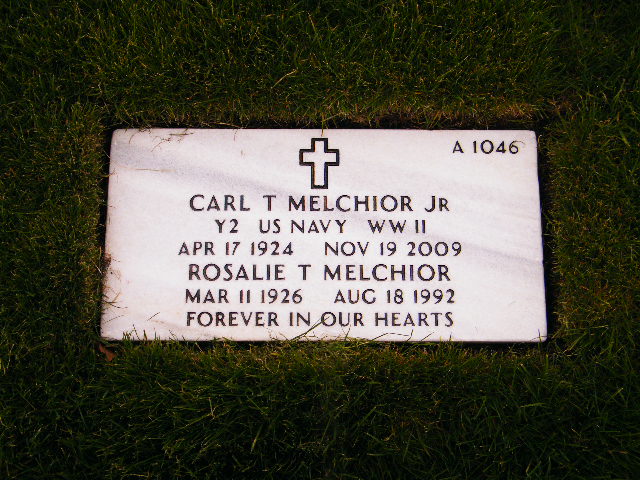 A 1046
CARL T MELCHIOR JR
Y2 US NAVY WW II
APR 17 1924 NOV 19 2009
ROSALIE T MELCHIOR
MAR 11 1926 AUG 18 1992
FOREVER IN OUR HEARTS